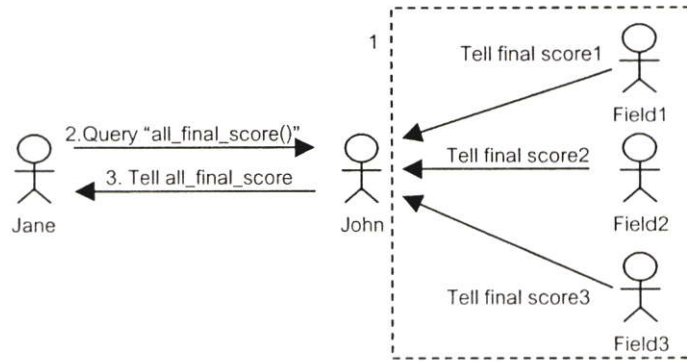 1
Tell final score1
Field1
2.Query "all_final_score()"
Tell final score2
3. Tell all_final_score
Jane
John
Field2
Tell final score3
Field3